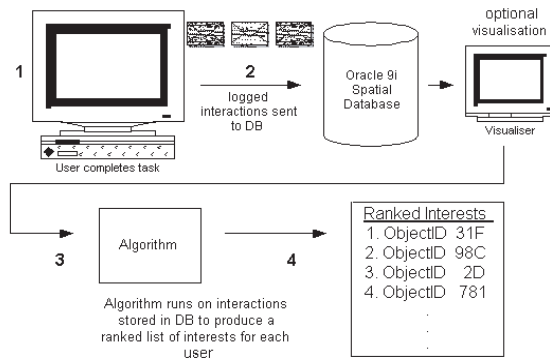 optional
visualisation
1
2
logged
interactions sent
to DB
Oracle 9i
Spatial
Database
Visualiser
User completes task
3
Algorithm
4
Algorithm runs on interactions
stored in DB to produce a
ranked list of interests for each
user
Ranked Interests
1. ObjectID 31F
2. ObjectID 98C
3. ObjectID 2D
4. ObjectID 781
.
.
.